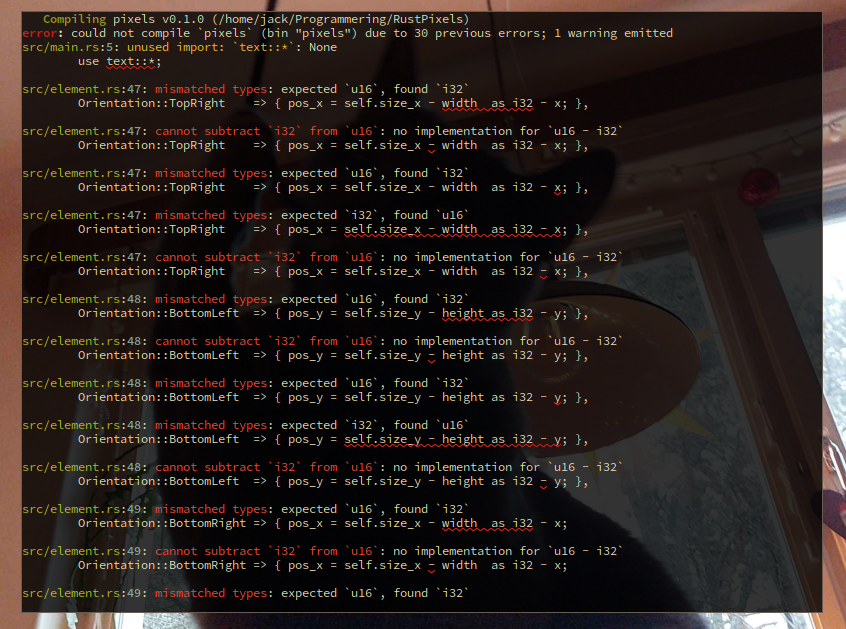 Compiling pixels v0.1.0 (/home/jack/Programmering/RustPixels)
error: could not compile `pixels` (bin "pixels") due to 30 previous errors; 1 warning emitted
src/main.rs:5: unused import: `text::*`: None
use text::*;
src/element.rs:47: mismatched types: expected `u16`, found `i32`
Orientation::TopRight    => { pos_x = self.size_x - width  as i32 - x; },
src/element.rs:47: cannot subtract `i32` from `u16`: no implementation for `u16 - i32`
Orientation::TopRight    => { pos_x = self.size_x - width  as i32 - x; },
src/element.rs:47: mismatched types: expected `u16`, found `i32`
Orientation::TopRight    => { pos_x = self.size_x - width  as i32 - x; },
src/element.rs:47: mismatched types: expected `i32`, found `u16`
Orientation::TopRight    => { pos_x = self.size_x - width  as i32 - x; },
src/element.rs:47: cannot subtract `i32` from `u16`: no implementation for `u16 - i32`
Orientation::TopRight    => { pos_x = self.size_x - width  as i32 - x; },
src/element.rs:48: mismatched types: expected `u16`, found `i32`
Orientation::BottomLeft  => { pos_y = self.size_y - height as i32 - y; },
src/element.rs:48: cannot subtract `i32` from `u16`: no implementation for `u16 - i32`
Orientation::BottomLeft  => { pos_y = self.size_y - height as i32 - y; },
src/element.rs:48: mismatched types: expected `u16`, found `i32`
Orientation::BottomLeft  => { pos_y = self.size_y - height as i32 - y; },
src/element.rs:48: mismatched types: expected `i32`, found `u16`
Orientation::BottomLeft  => { pos_y = self.size_y - height as i32 - y; },
src/element.rs:48: cannot subtract `i32` from `u16`: no implementation for `u16 - i32`
Orientation::BottomLeft  => { pos_y = self.size_y - height as i32 - y; },
src/element.rs:49: mismatched types: expected `u16`, found `i32`
Orientation::BottomRight => { pos_x = self.size_x - width  as i32 - x;
src/element.rs:49: cannot subtract `i32` from `u16`: no implementation for `u16 - i32`
Orientation::BottomRight => { pos_x = self.size_x - width  as i32 - x;
src/element.rs:49: mismatched types: expected `u16`, found `i32`